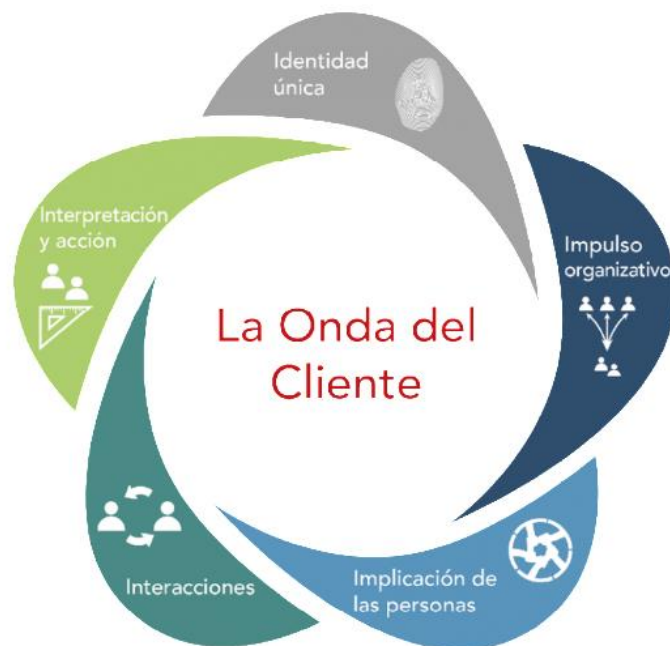 Identidad
única
Impulso
organizativo
Implicación de
las personas
Interacciones
Interpretación
y acción
La Onda del
Cliente